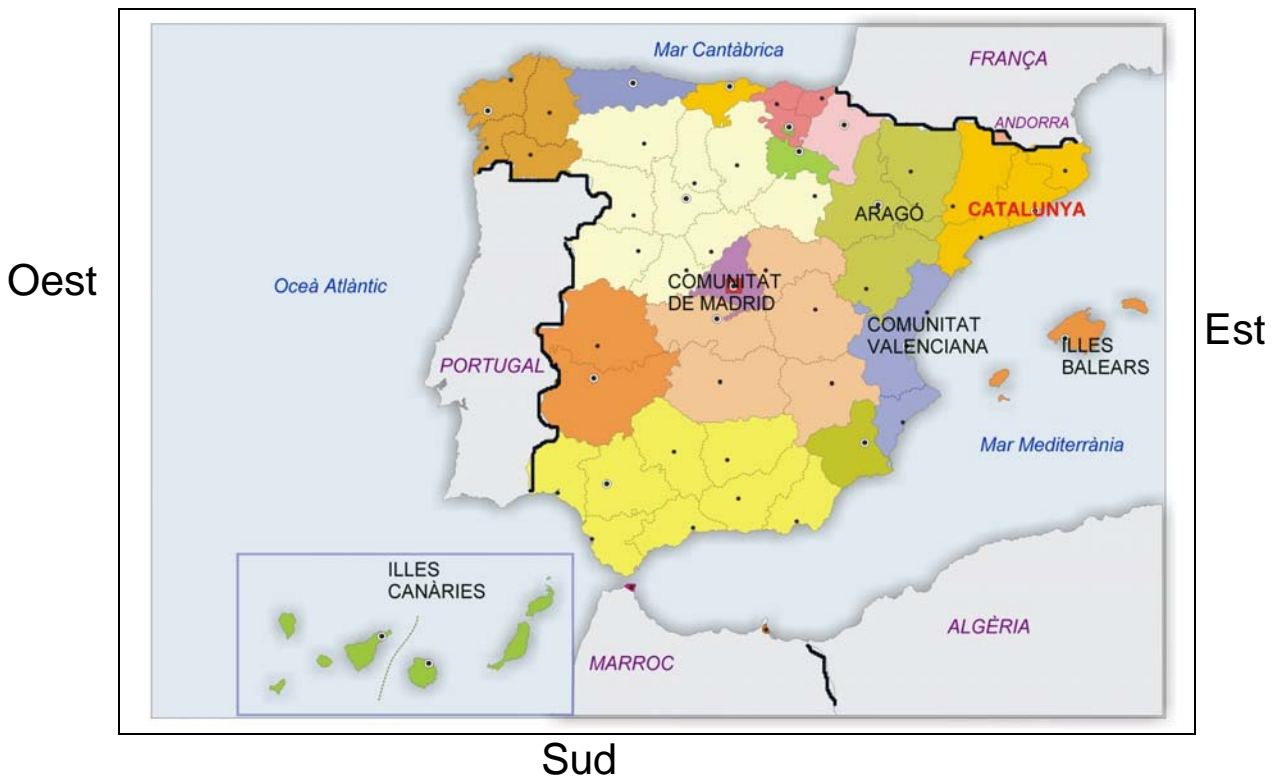 Mar Cantàbrica
FRANÇA
ANDORRA
ARAGÓ
CATALUNYA
Oest
Oceà Atlàntic
COMUNITAT
DE MADRID
COMUNITAT
VALENCIANA
Est
ILLES
BALEARS
PORTUGAL
Mar Mediterrània
ILLES
CANÀRIES
ALGÈRIA
MARROC
Sud